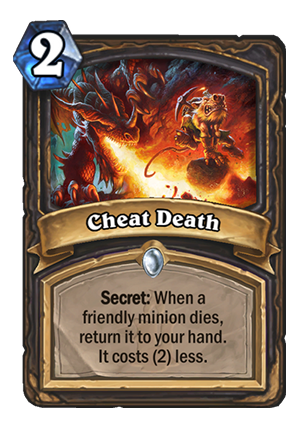 2
Cheat Death
Secret: When a
friendly minion dies,
return it to your hand.
It costs (2) less.